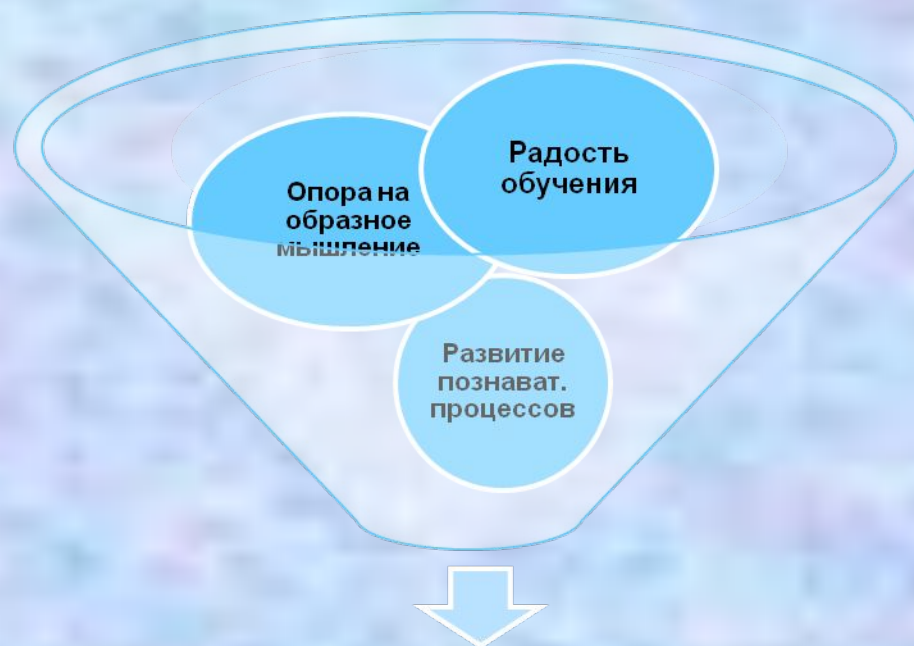 Радость
обучения
Опора на
образное
мышление
Развитие
познават.
процессов